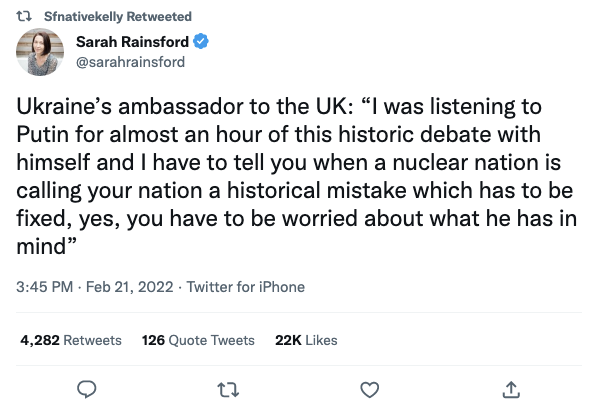 Sfnativekelly Retweeted
Sarah Rainsford
@sarahrainsford
Ukraine’s ambassador to the UK: “I was listening to
Putin for almost an hour of this historic debate with
himself and I have to tell you when a nuclear nation is
calling your nation a historical mistake which has to be
fixed, yes, you have to be worried about what he has in
mind”
3:45 PM · Feb 21, 2022 · Twitter for iPhone
4,282 Retweets 126 Quote Tweets 22K Likes